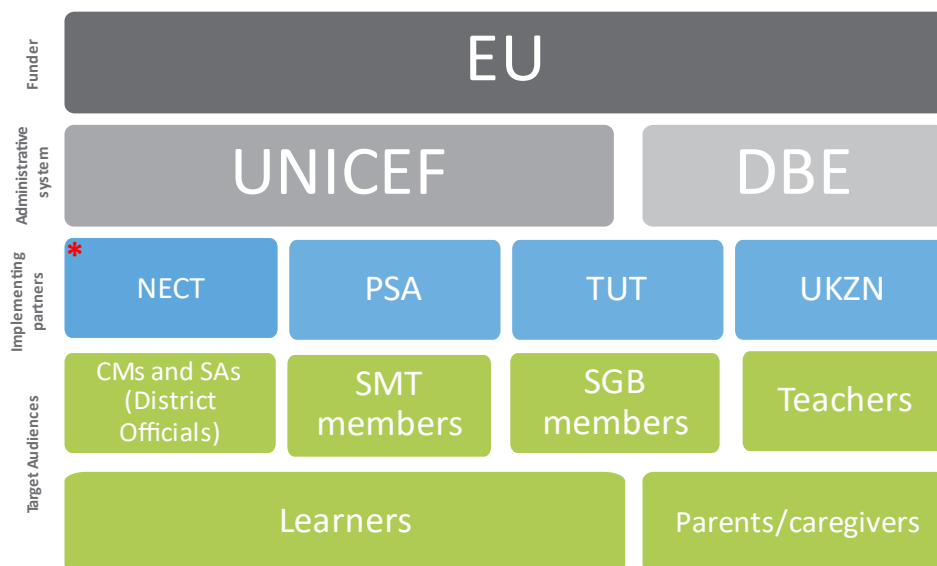 Funder
EU
Administrative
system
UNICEF
DBE
Implementing
partners
*
NECT
PSA
TUT
UKZN
Target Audiences
CMs and SAs
(District
Officials)
SMT
members
SGB
members
Teachers
Learners
Parents/caregivers